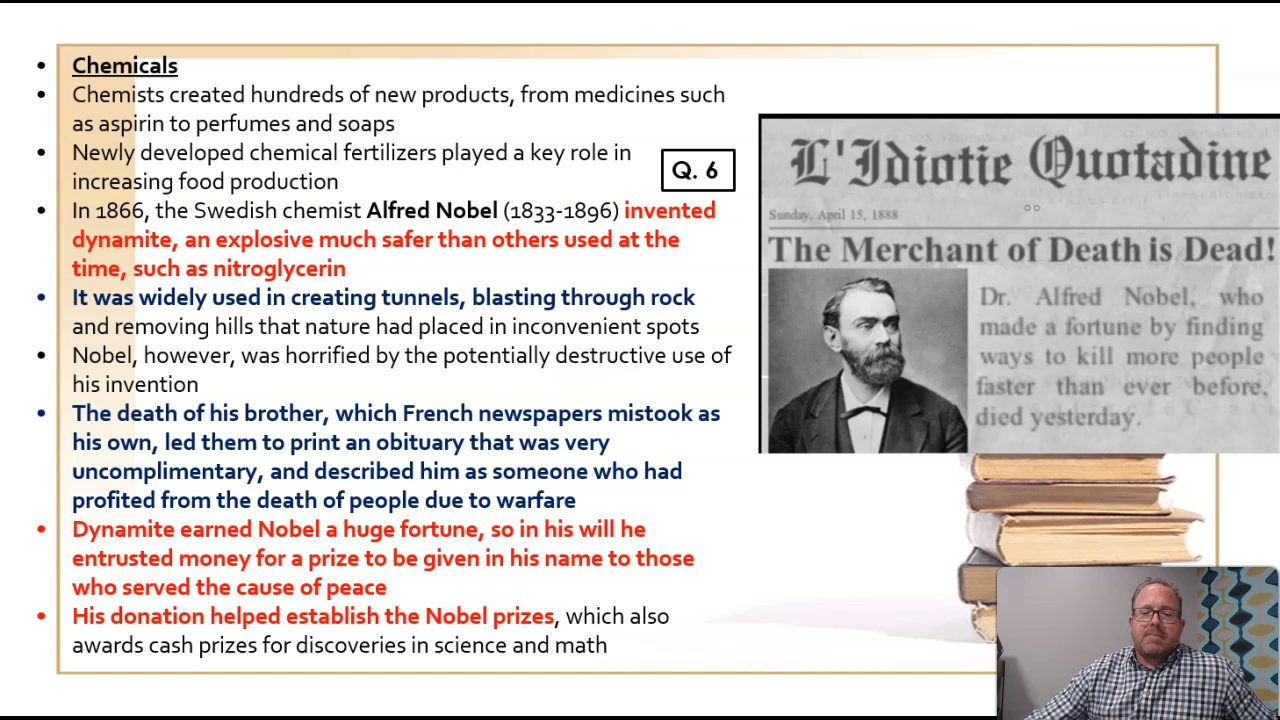 Chemicals
Chemists created hundreds of new products, from medicines such
as aspirin to perfumes and soaps
Newly developed chemical fertilizers played a key role in
increasing food production
Q. 6
In 1866, the Swedish chemist Alfred Nobel (1833-1896) invented
dynamite, an explosive much safer than others used at the
time, such as nitroglycerin
It was widely used in creating tunnels, blasting through rock
and removing hills that nature had placed in inconvenient spots
Nobel, however, was horrified by the potentially destructive use of
his invention
The death of his brother, which French newspapers mistook as
his own, led them to print an obituary that was very
uncomplimentary, and described him as someone who had
profited from the death of people due to warfare
Dynamite earned Nobel a huge fortune, so in his will he
entrusted money for a prize to be given in his name to those
who served the cause of peace
His donation helped establish the Nobel prizes, which also
awards cash prizes for discoveries in science and math
L'Idiotie Quotadine
Sunday, April 15, 1888
The Merchant of Death is Dead!
Dr. Alfred Nobel, who
made a fortune by finding
ways to kill more people
faster than ever before,
died yesterday.